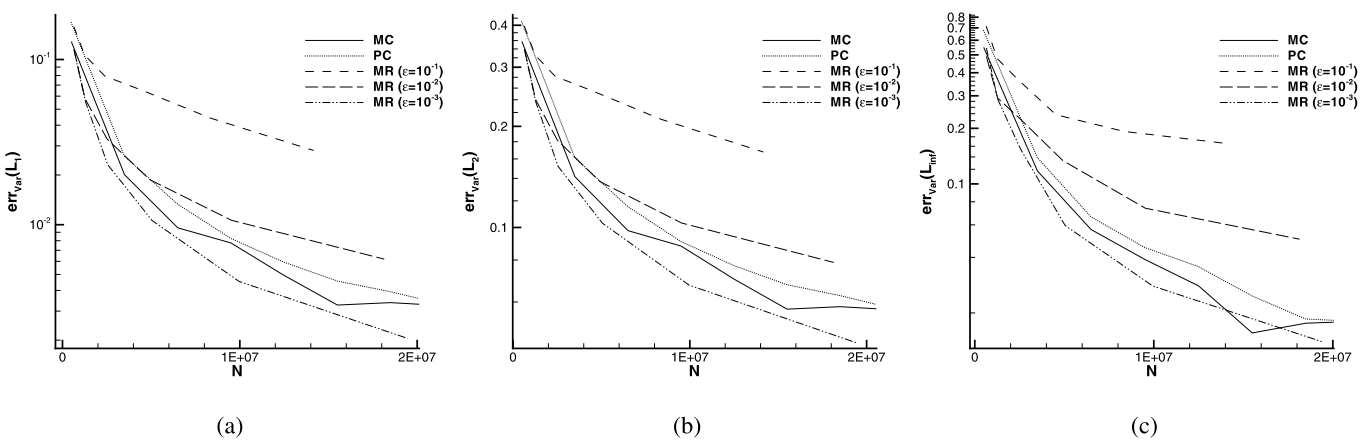 10⁻¹
10⁻²
err_Var(L_1)
0
1E+07
2E+07
N
MC
PC
MR (ε=10⁻¹)
MR (ε=10⁻²)
MR (ε=10⁻³)
(a)
0.4
0.3
0.2
0.1
err_Var(L_2)
0
1E+07
2E+07
N
MC
PC
MR (ε=10⁻¹)
MR (ε=10⁻²)
MR (ε=10⁻³)
(b)
0.8
0.7
0.6
0.5
0.4
0.3
0.2
0.1
err_Var(L_inf)
0
1E+07
2E+07
N
MC
PC
MR (ε=10⁻¹)
MR (ε=10⁻²)
MR (ε=10⁻³)
(c)